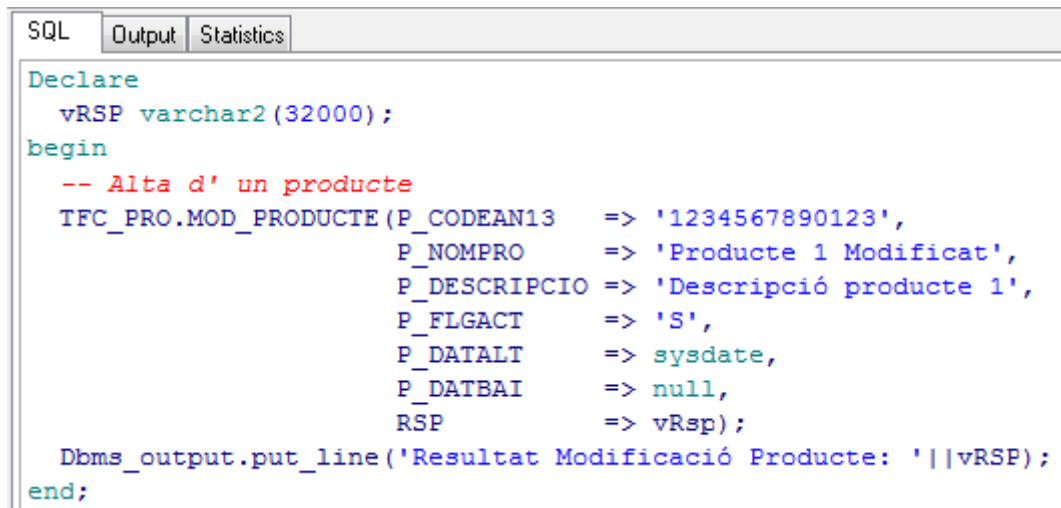 SQL Output Statistics
Declare
  vRSP varchar2(32000);
begin
  -- Alta d' un producte
  TFC_PRO.MOD_PRODUCTE(P_CODEAN13   => '1234567890123',
                       P_NOMPRO     => 'Producte 1 Modificat',
                       P_DESCRIPCIO => 'Descripció producte 1',
                       P_FLGACT     => 'S',
                       P_DATALT     => sysdate,
                       P_DATBAI     => null,
                       RSP          => vRsp);
  Dbms_output.put_line('Resultat Modificació Producte: '||vRSP);
end;